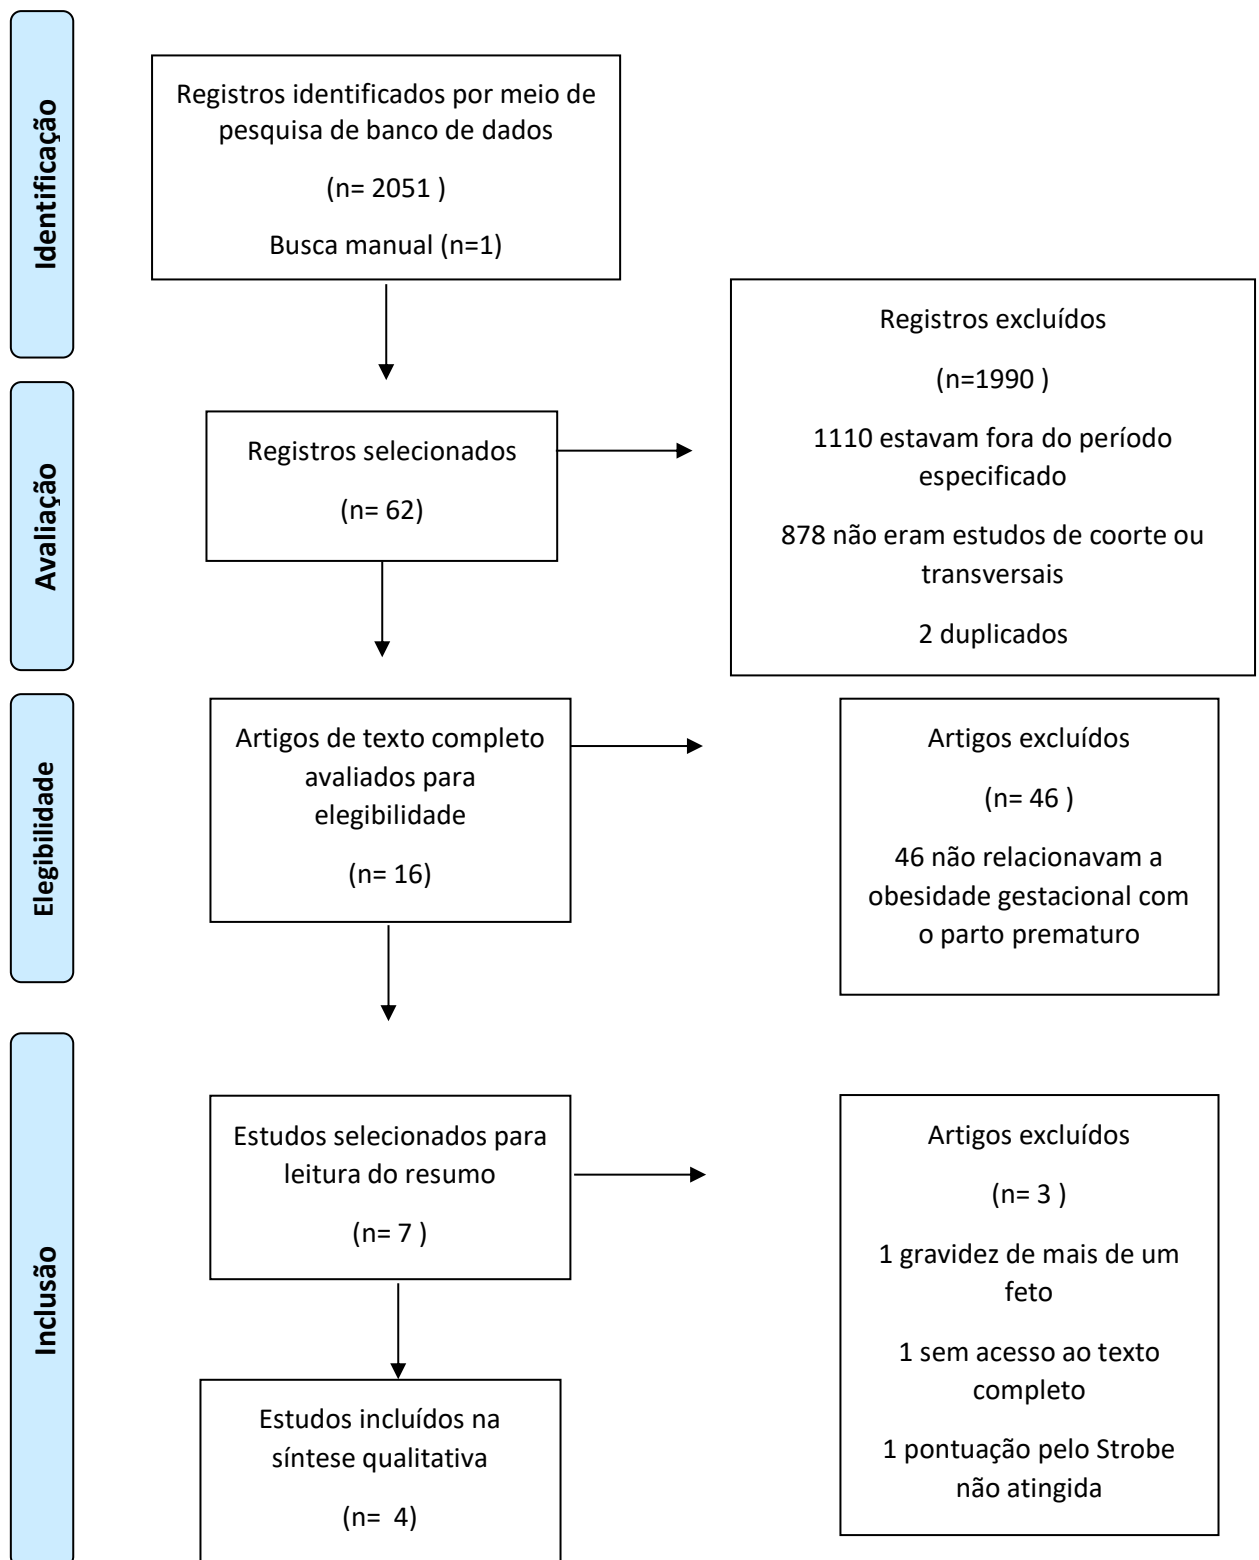 Identificação
Registros identificados por meio de
pesquisa de banco de dados
(n= 2051 )
Busca manual (n=1)
Registros excluídos
(n=1990 )
1110 estavam fora do período
especificado
878 não eram estudos de coorte ou
transversais
2 duplicados
Avaliação
Registros selecionados
(n= 62)
Elegibilidade
Artigos de texto completo
avaliados para
elegibilidade
(n= 16)
Artigos excluídos
(n= 46 )
46 não relacionavam a
obesidade gestacional com
o parto prematuro
Inclusão
Estudos selecionados para
leitura do resumo
(n= 7 )
Artigos excluídos
(n= 3 )
1 gravidez de mais de um
feto
1 sem acesso ao texto
completo
1 pontuação pelo Strobe
não atingida
Estudos incluídos na
síntese qualitativa
(n=  4)